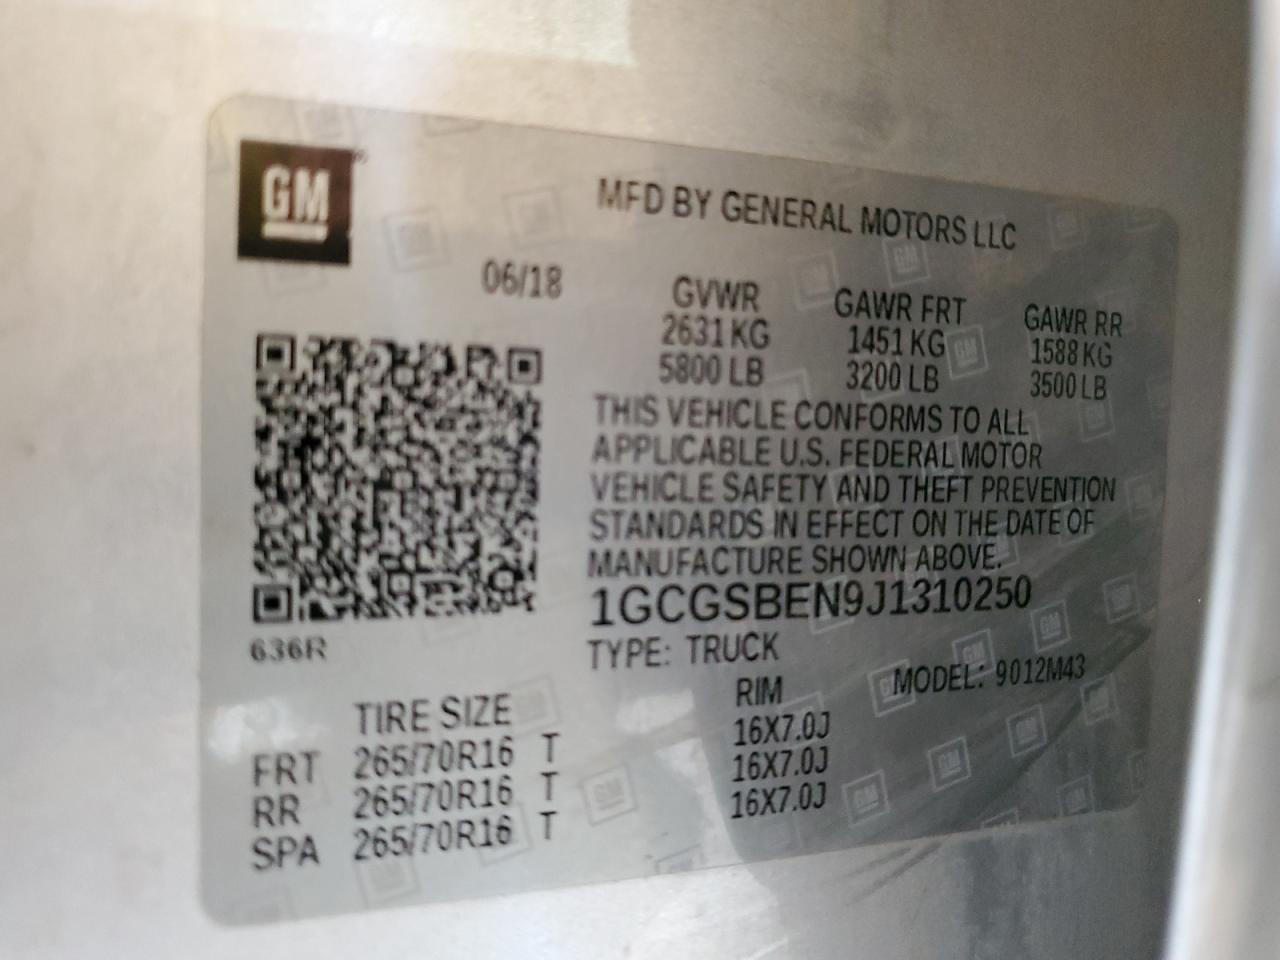 GM
MFD BY GENERAL MOTORS LLC
06/18
GVWR GAWR FRT GAWR RR
2631 KG 1451 KG 1588 KG
5800 LB 3200 LB 3500 LB
THIS VEHICLE CONFORMS TO ALL
APPLICABLE U.S. FEDERAL MOTOR
VEHICLE SAFETY AND THEFT PREVENTION
STANDARDS IN EFFECT ON THE DATE OF
MANUFACTURE SHOWN ABOVE.
1GCGSBEN9J1310250
636R
TYPE: TRUCK
MODEL: 9012M43
TIRE SIZE RIM
FRT 265/70R16 T 16X7.0J
RR 265/70R16 T 16X7.0J
SPA 265/70R16 T 16X7.0J